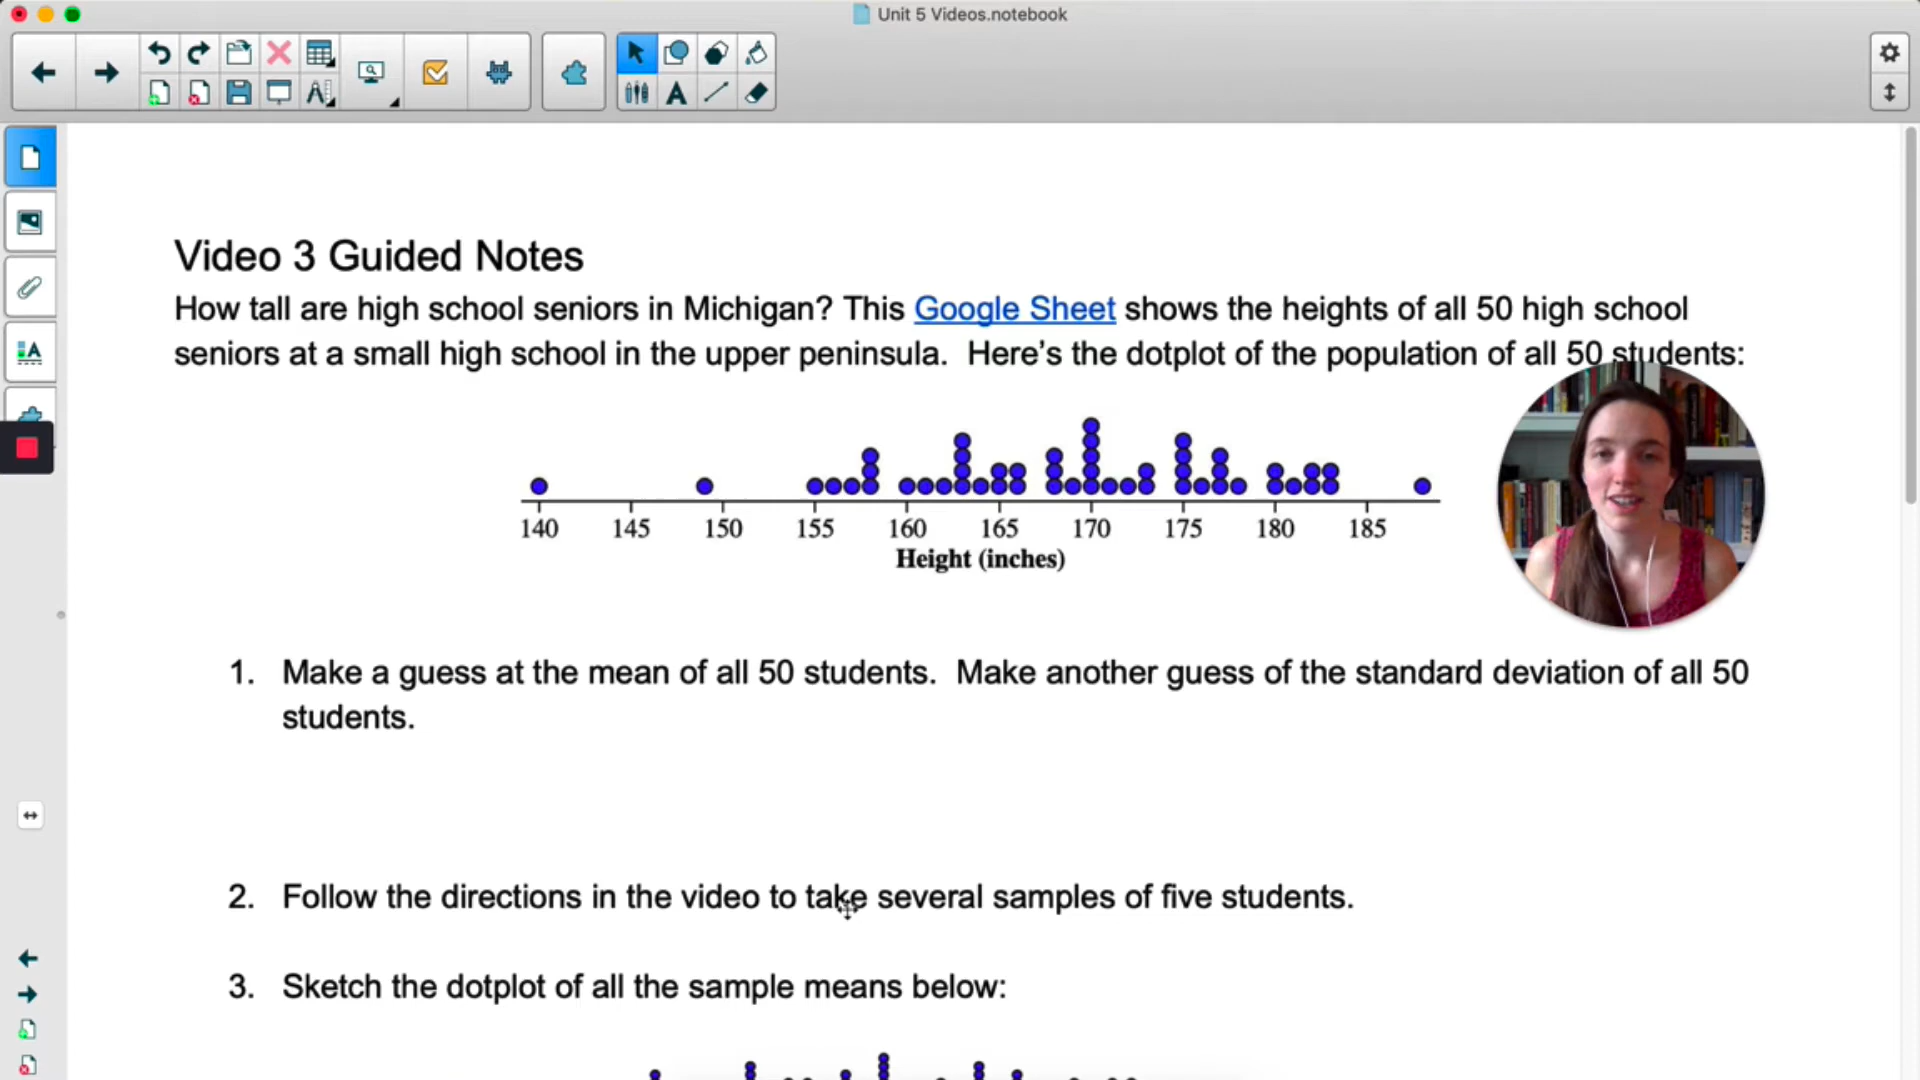 Unit 5 Videos.notebook
Video 3 Guided Notes
How tall are high school seniors in Michigan? This Google Sheet shows the heights of all 50 high school
seniors at a small high school in the upper peninsula.  Here’s the dotplot of the population of all 50 students:
140 145 150 155 160 165 170 175 180 185
Height (inches)
1. Make a guess at the mean of all 50 students.  Make another guess of the standard deviation of all 50
students.
2. Follow the directions in the video to take several samples of five students.
3. Sketch the dotplot of all the sample means below: